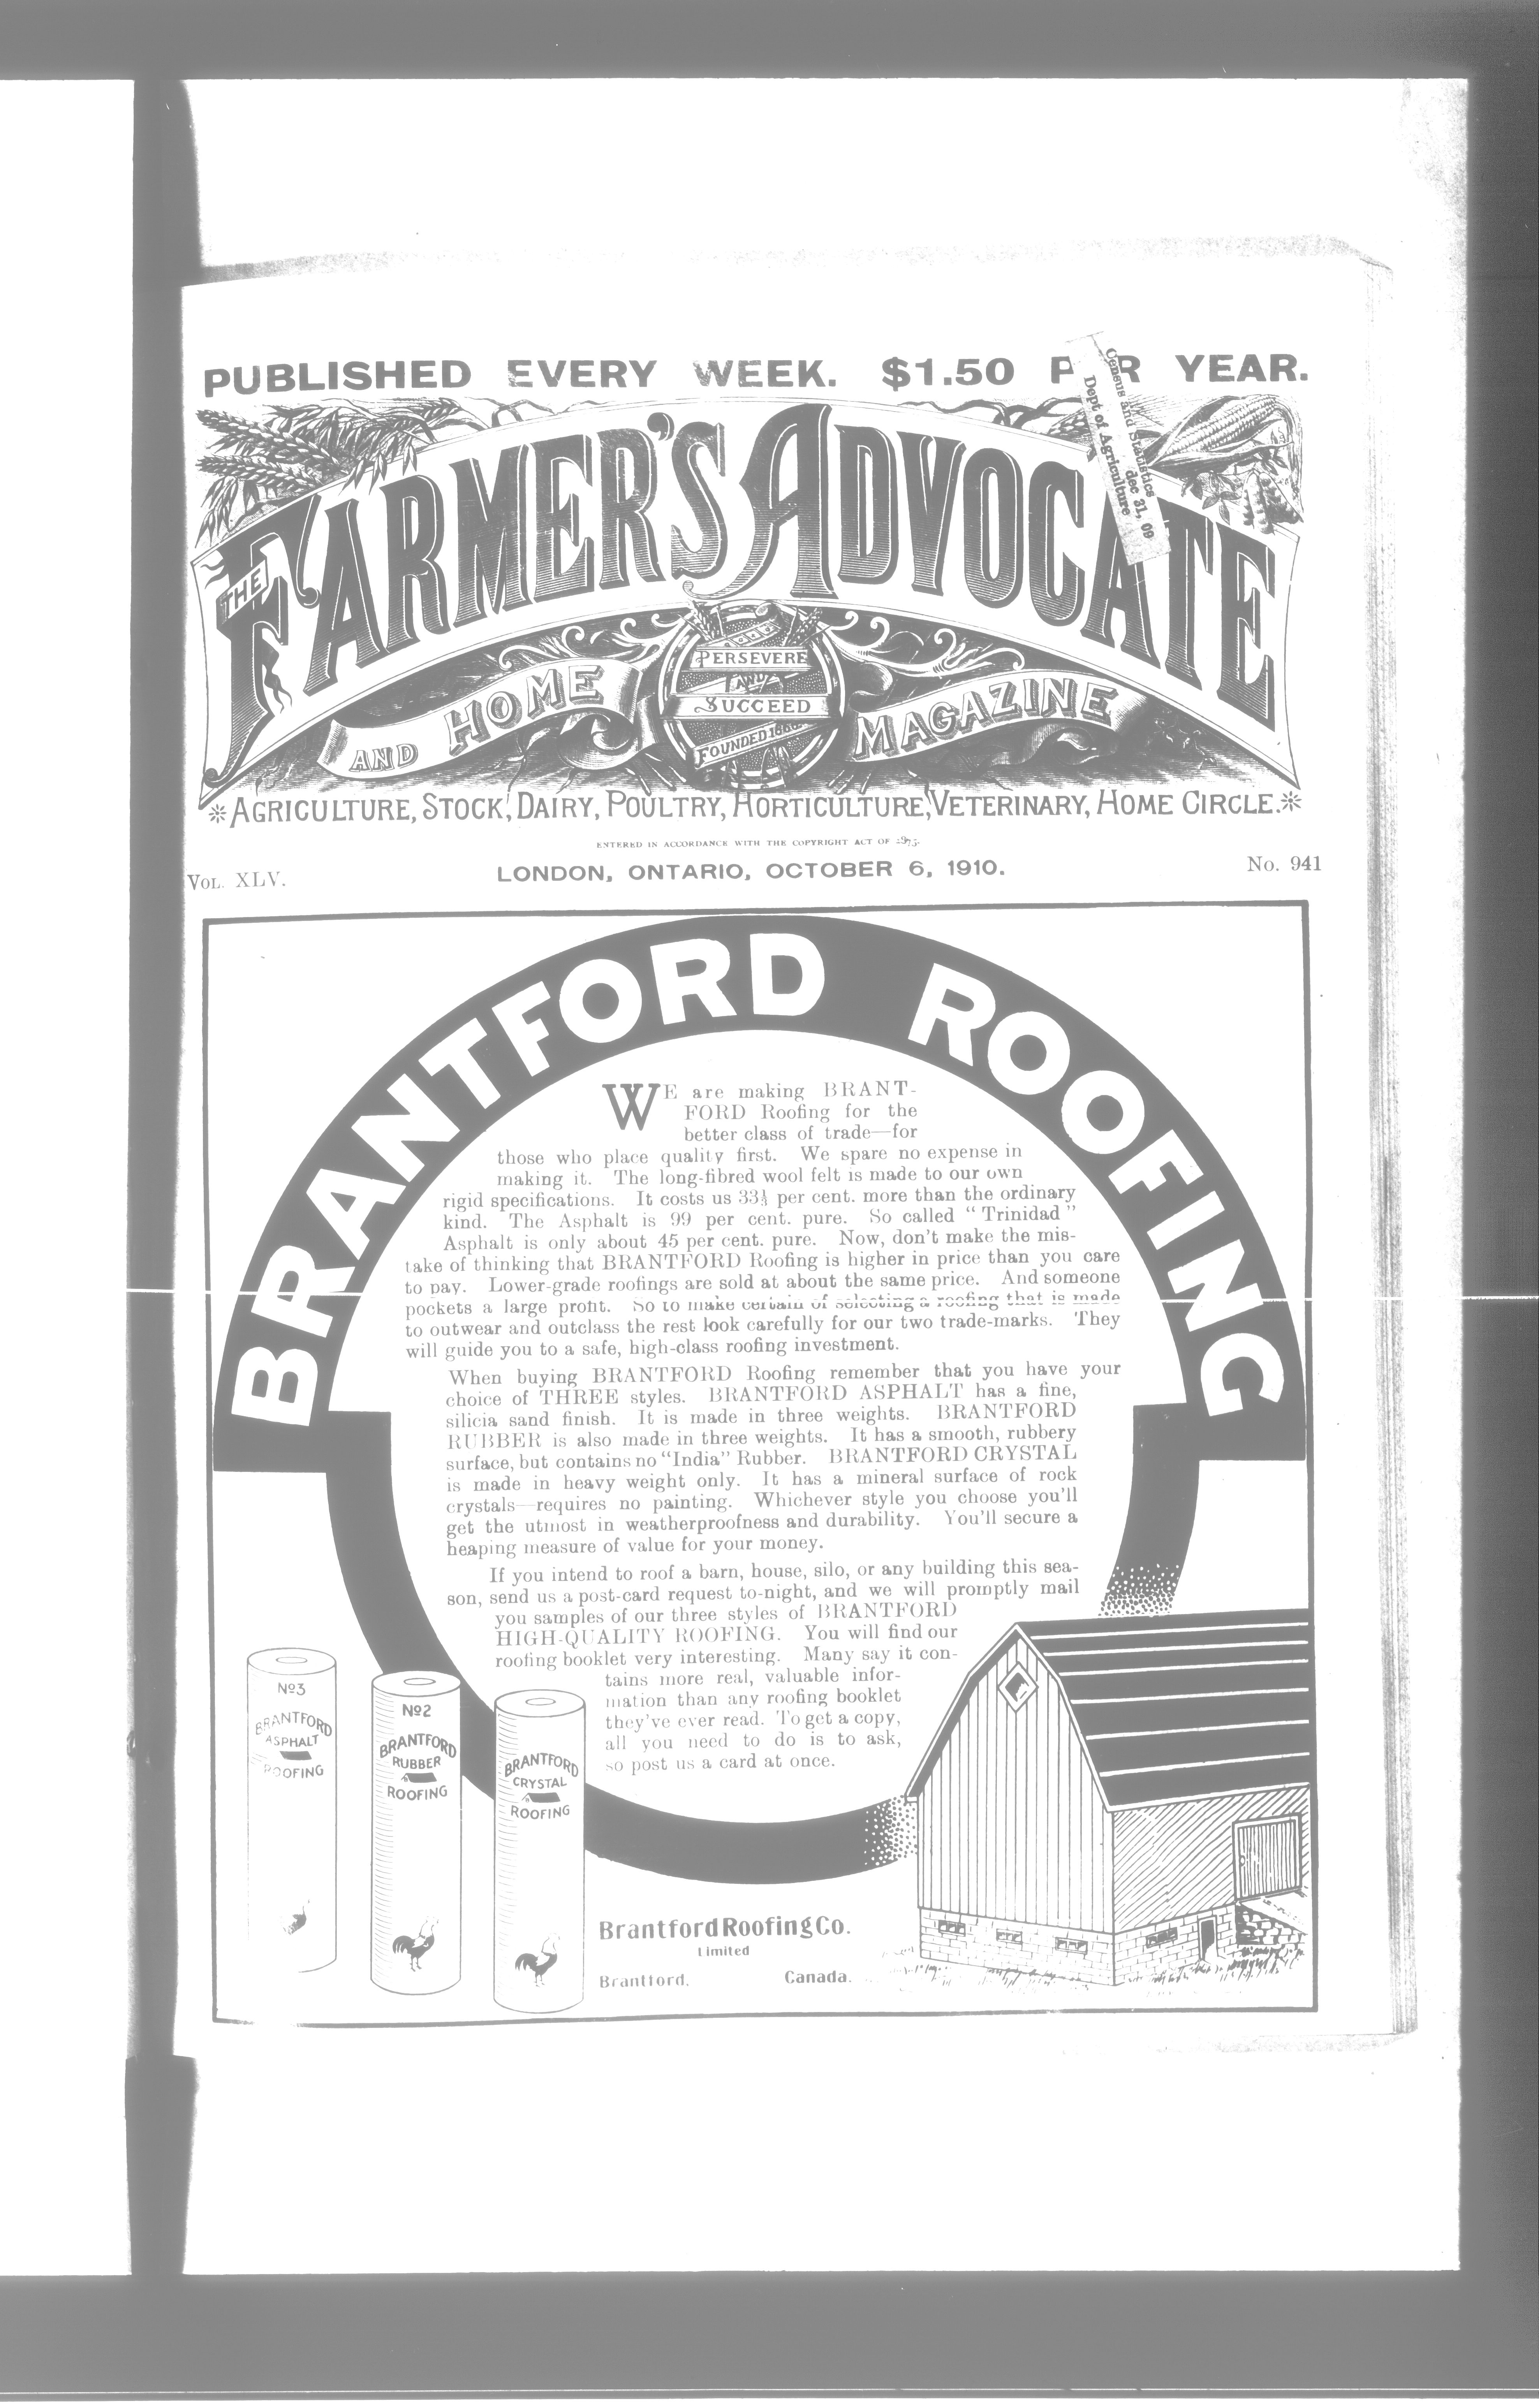 PUBLISHED EVERY WEEK. $1.50 PER YEAR.
Census and Statistics dec 31, 09
Dept of Agriculture
THE FARMER'S ADVOCATE
PERSEVERE
AND
SUCCEED
FOUNDED 1866
AND HOME MAGAZINE
AGRICULTURE, STOCK, DAIRY, POULTRY, HORTICULTURE, VETERINARY, HOME CIRCLE.
ENTERED IN ACCORDANCE WITH THE COPYRIGHT ACT OF 1875.
VOL. XLV. LONDON, ONTARIO, OCTOBER 6, 1910. No. 941
BRANTFORD ROOFING
WE are making BRANT-
FORD Roofing for the
better class of trade—for
those who place quality first. We spare no expense in
making it. The long-fibred wool felt is made to our own
rigid specifications. It costs us 33⅓ per cent. more than the ordinary
kind. The Asphalt is 99 per cent. pure. So called "Trinidad"
Asphalt is only about 45 per cent. pure. Now, don't make the mis-
take of thinking that BRANTFORD Roofing is higher in price than you care
to pay. Lower-grade roofings are sold at about the same price. And someone
pockets a large profit. So to make certain of selecting a roofing that is made
to outwear and outclass the rest look carefully for our two trade-marks. They
will guide you to a safe, high-class roofing investment.
When buying BRANTFORD Roofing remember that you have your
choice of THREE styles. BRANTFORD ASPHALT has a fine,
silicia sand finish. It is made in three weights. BRANTFORD
RUBBER is also made in three weights. It has a smooth, rubbery
surface, but contains no "India" Rubber. BRANTFORD CRYSTAL
is made in heavy weight only. It has a mineral surface of rock
crystals—requires no painting. Whichever style you choose you'll
get the utmost in weatherproofness and durability. You'll secure a
heaping measure of value for your money.
If you intend to roof a barn, house, silo, or any building this sea-
son, send us a post-card request to-night, and we will promptly mail
you samples of our three styles of BRANTFORD
HIGH-QUALITY ROOFING. You will find our
roofing booklet very interesting. Many say it con-
tains more real, valuable infor-
mation than any roofing booklet
they've ever read. To get a copy,
all you need to do is to ask,
so post us a card at once.
No3
BRANTFORD
ASPHALT
ROOFING
No2
BRANTFORD
RUBBER
ROOFING
BRANTFORD
CRYSTAL
ROOFING
Brantford Roofing Co.
Limited
Brantford. Canada.